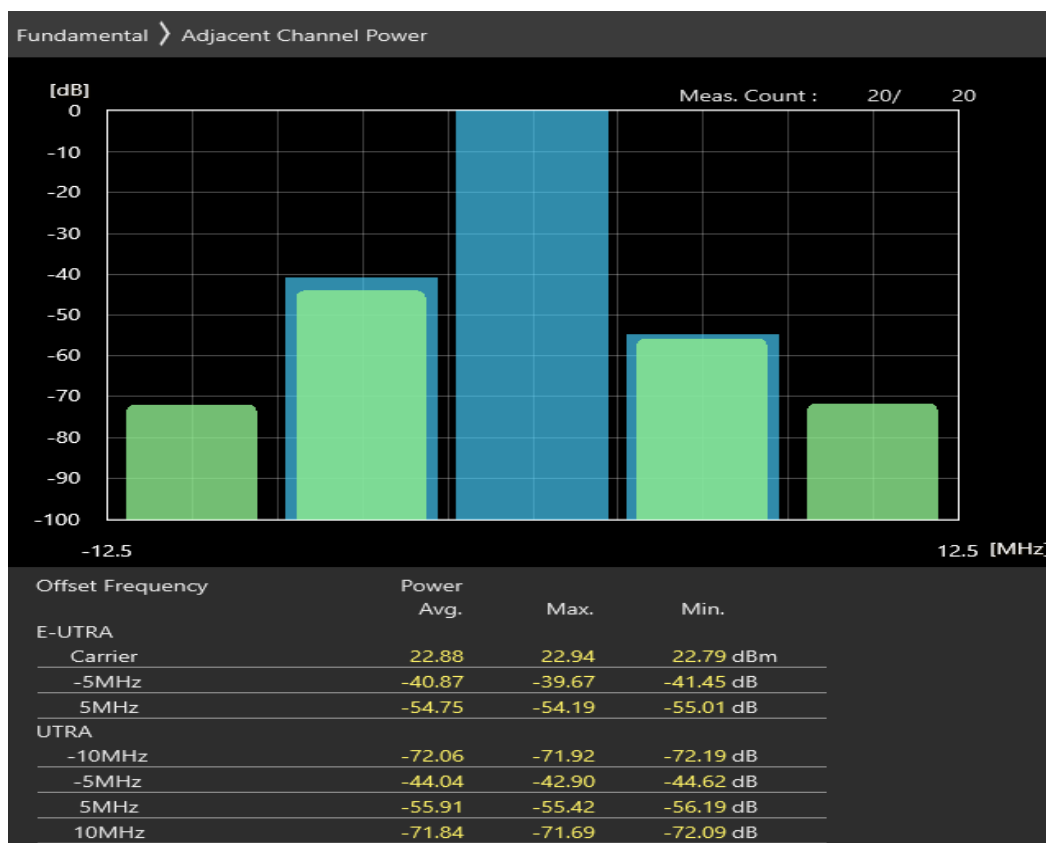 Fundamental 〉 Adjacent Channel Power
[dB]
Meas. Count : 20/ 20
0
-10
-20
-30
-40
-50
-60
-70
-80
-90
-100
-12.5 12.5 [MHz]
Offset Frequency Power
Avg. Max. Min.
E-UTRA
Carrier 22.88 22.94 22.79 dBm
-5MHz -40.87 -39.67 -41.45 dB
5MHz -54.75 -54.19 -55.01 dB
UTRA
-10MHz -72.06 -71.92 -72.19 dB
-5MHz -44.04 -42.90 -44.62 dB
5MHz -55.91 -55.42 -56.19 dB
10MHz -71.84 -71.69 -72.09 dB